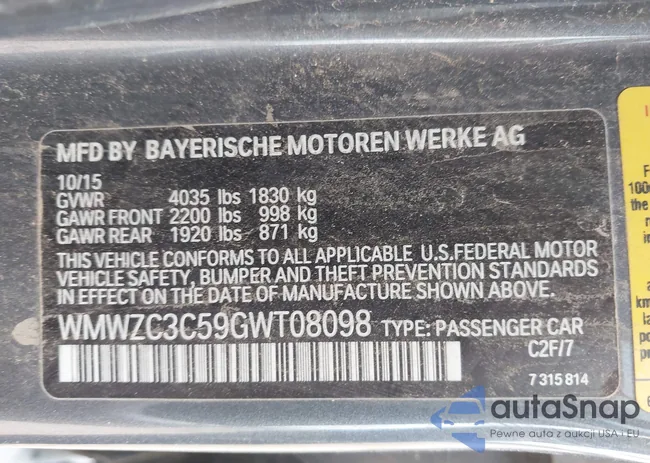 MFD BY BAYERISCHE MOTOREN WERKE AG
10/15
GVWR 4035 lbs 1830 kg
GAWR FRONT 2200 lbs 998 kg
GAWR REAR 1920 lbs 871 kg
THIS VEHICLE CONFORMS TO ALL APPLICABLE U.S.FEDERAL MOTOR
VEHICLE SAFETY, BUMPER AND THEFT PREVENTION STANDARDS
IN EFFECT ON THE DATE OF MANUFACTURE SHOWN ABOVE.
WMWZC3C59GWT08098 TYPE: PASSENGER CAR
C2F/7
7 315 814
autaSnap
Pewne auta z aukcji USA i EU